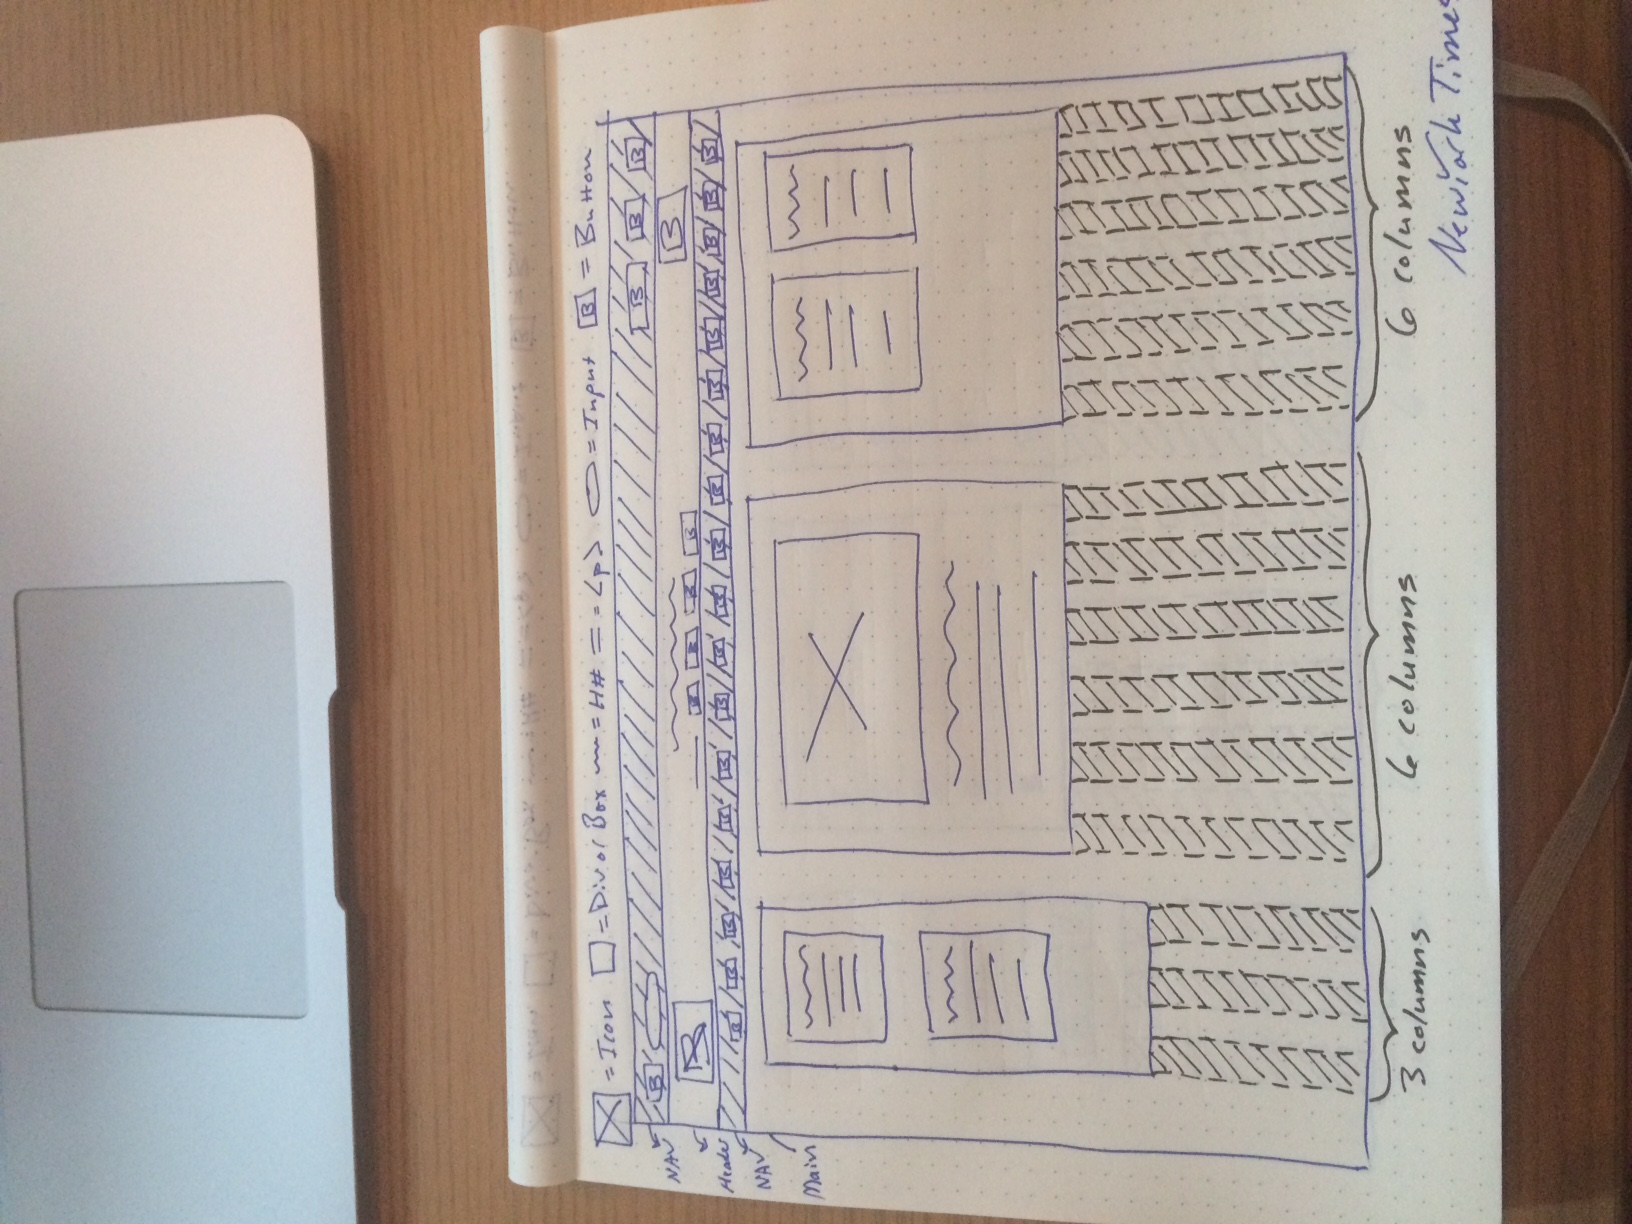 = Icon = Div or Box = H# = <p> = Input B = Button
NAV B B B B
Header B B B B B B
NAV B B B B B B B B B B B B B B B B B B
Main
3 columns 6 columns 6 columns
NewYork Times